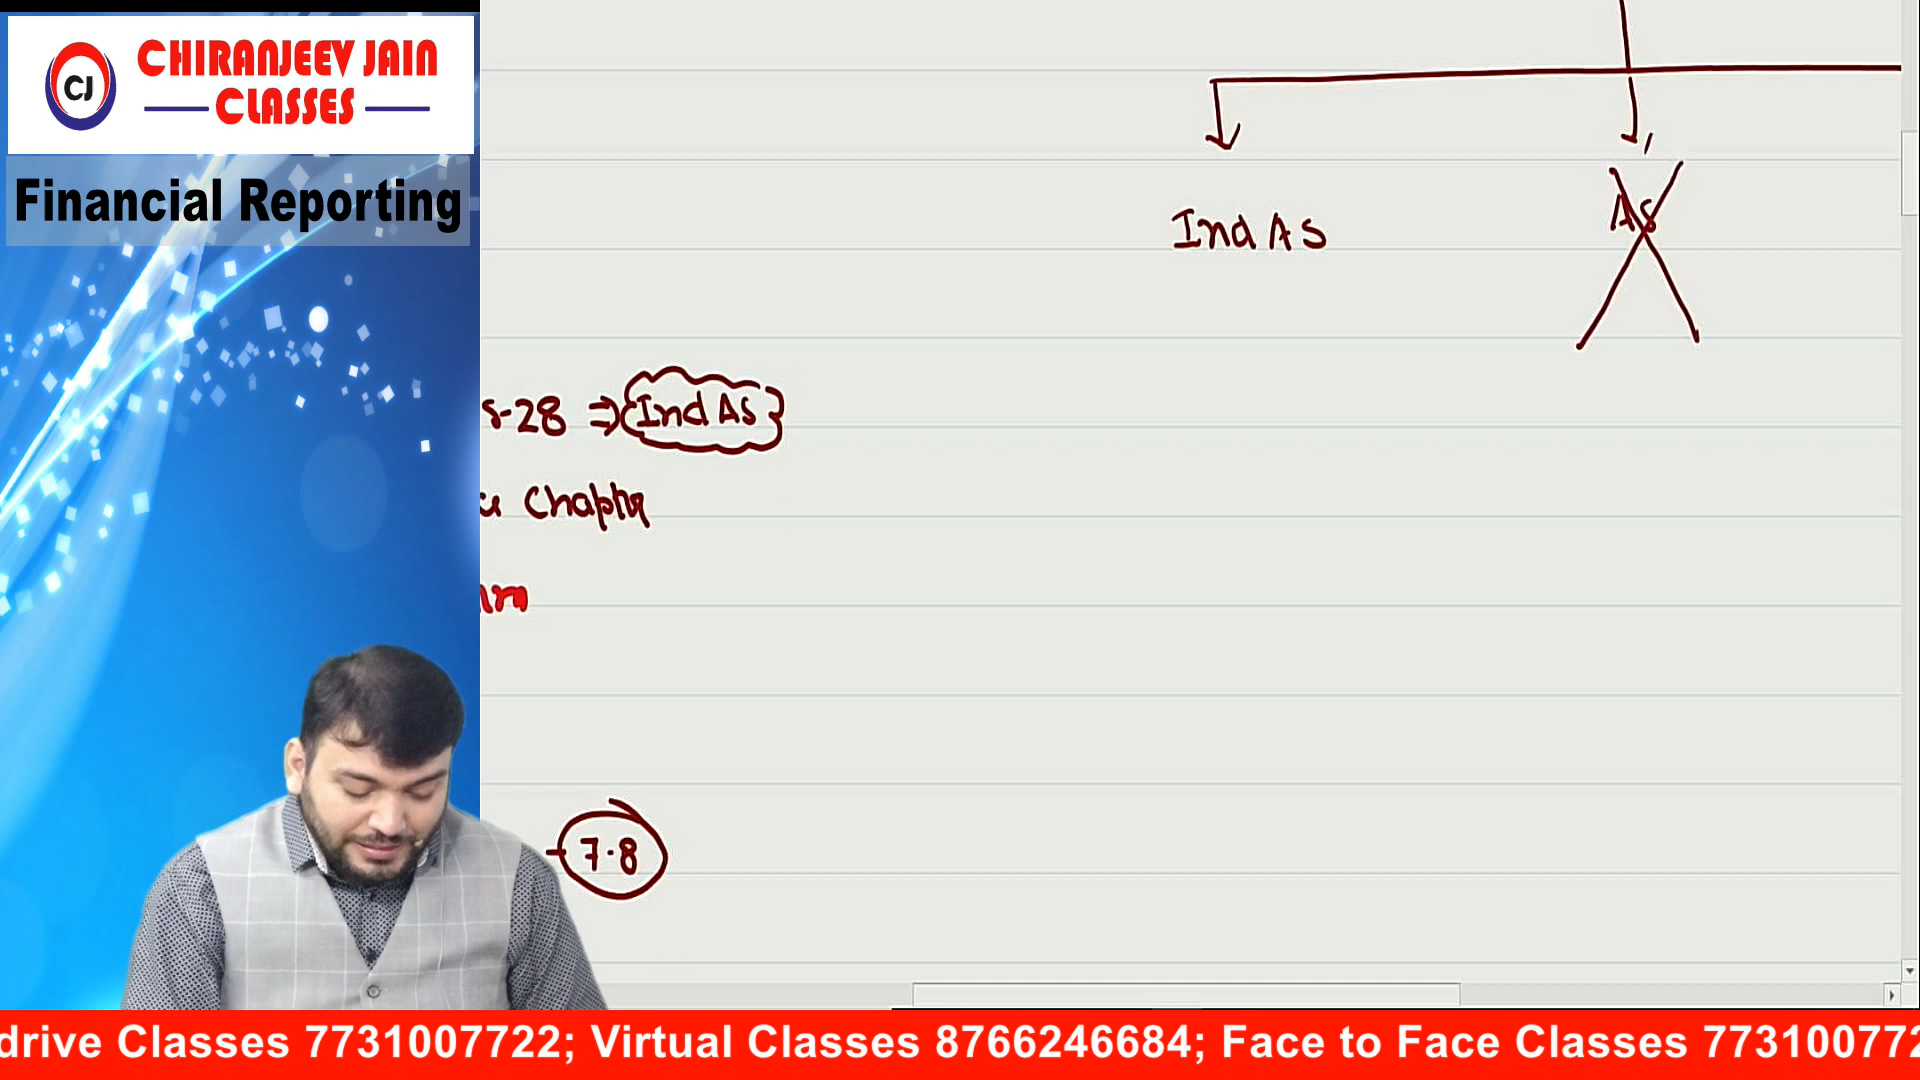 CHIRANJEEV JAIN
CLASSES
CJ
Financial Reporting
Ind AS
AS
-28 ⇒ Ind AS
Chapter
7.8
drive Classes 7731007722; Virtual Classes 8766246684; Face to Face Classes 773100772